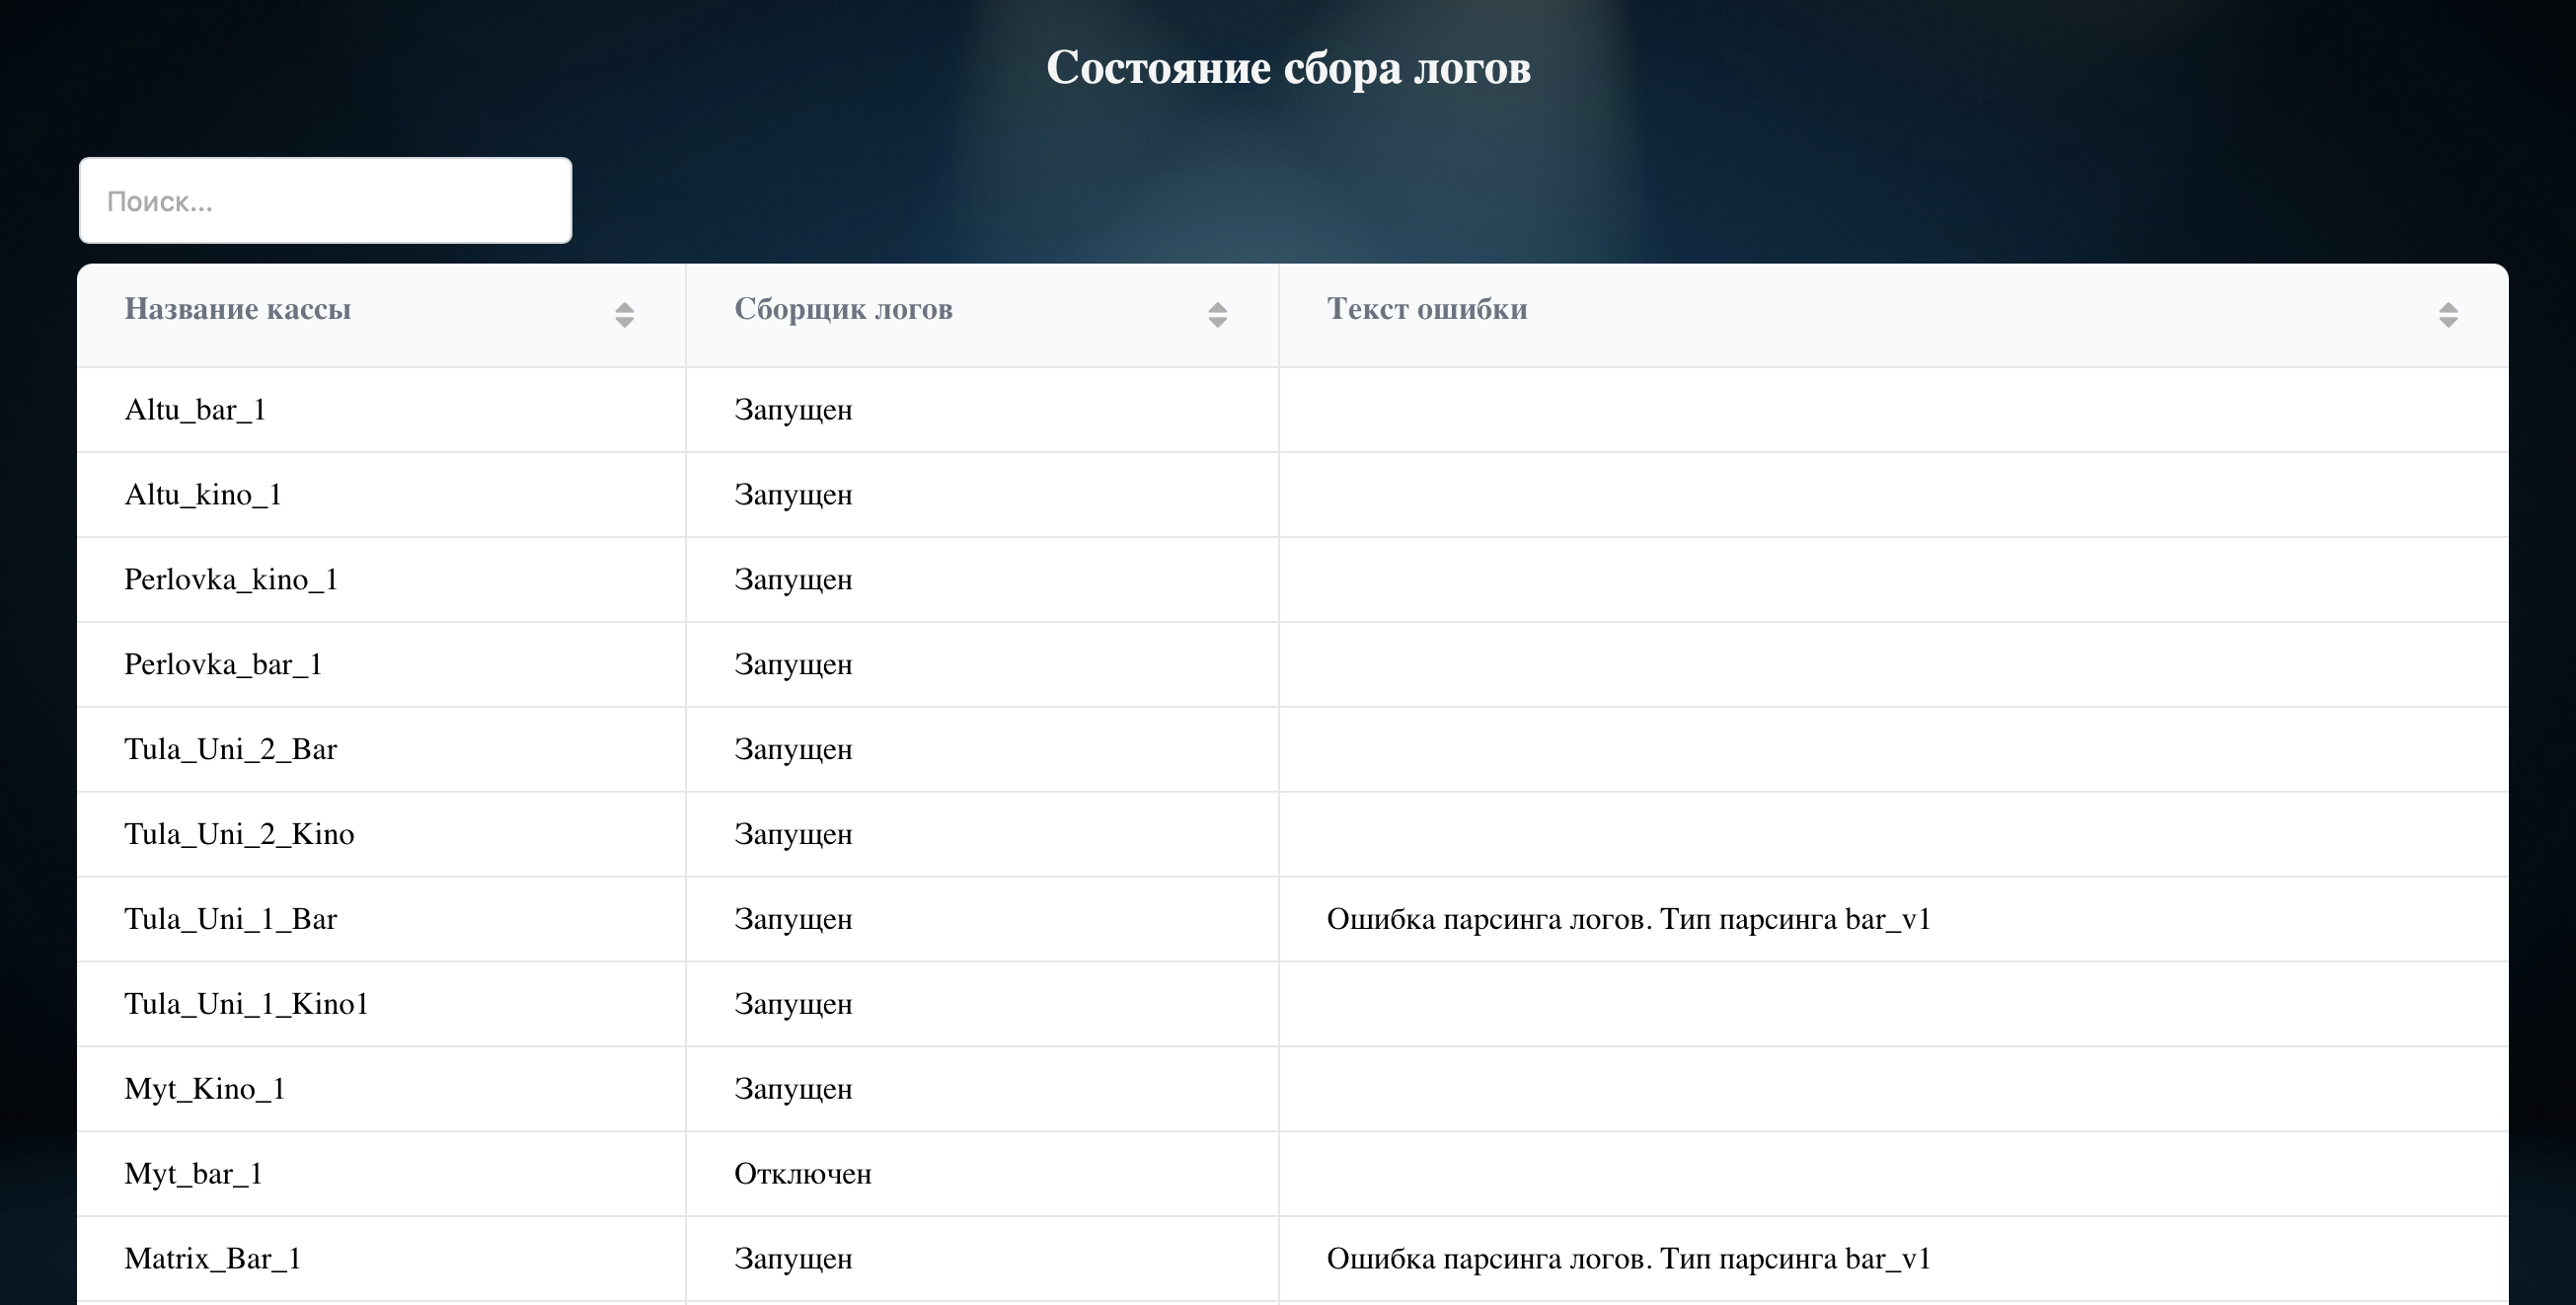 Состояние сбора логов
Поиск...
Название кассы Сборщик логов Текст ошибки
Altu_bar_1 Запущен
Altu_kino_1 Запущен
Perlovka_kino_1 Запущен
Perlovka_bar_1 Запущен
Tula_Uni_2_Bar Запущен
Tula_Uni_2_Kino Запущен
Tula_Uni_1_Bar Запущен Ошибка парсинга логов. Тип парсинга bar_v1
Tula_Uni_1_Kino1 Запущен
Myt_Kino_1 Запущен
Myt_bar_1 Отключен
Matrix_Bar_1 Запущен Ошибка парсинга логов. Тип парсинга bar_v1